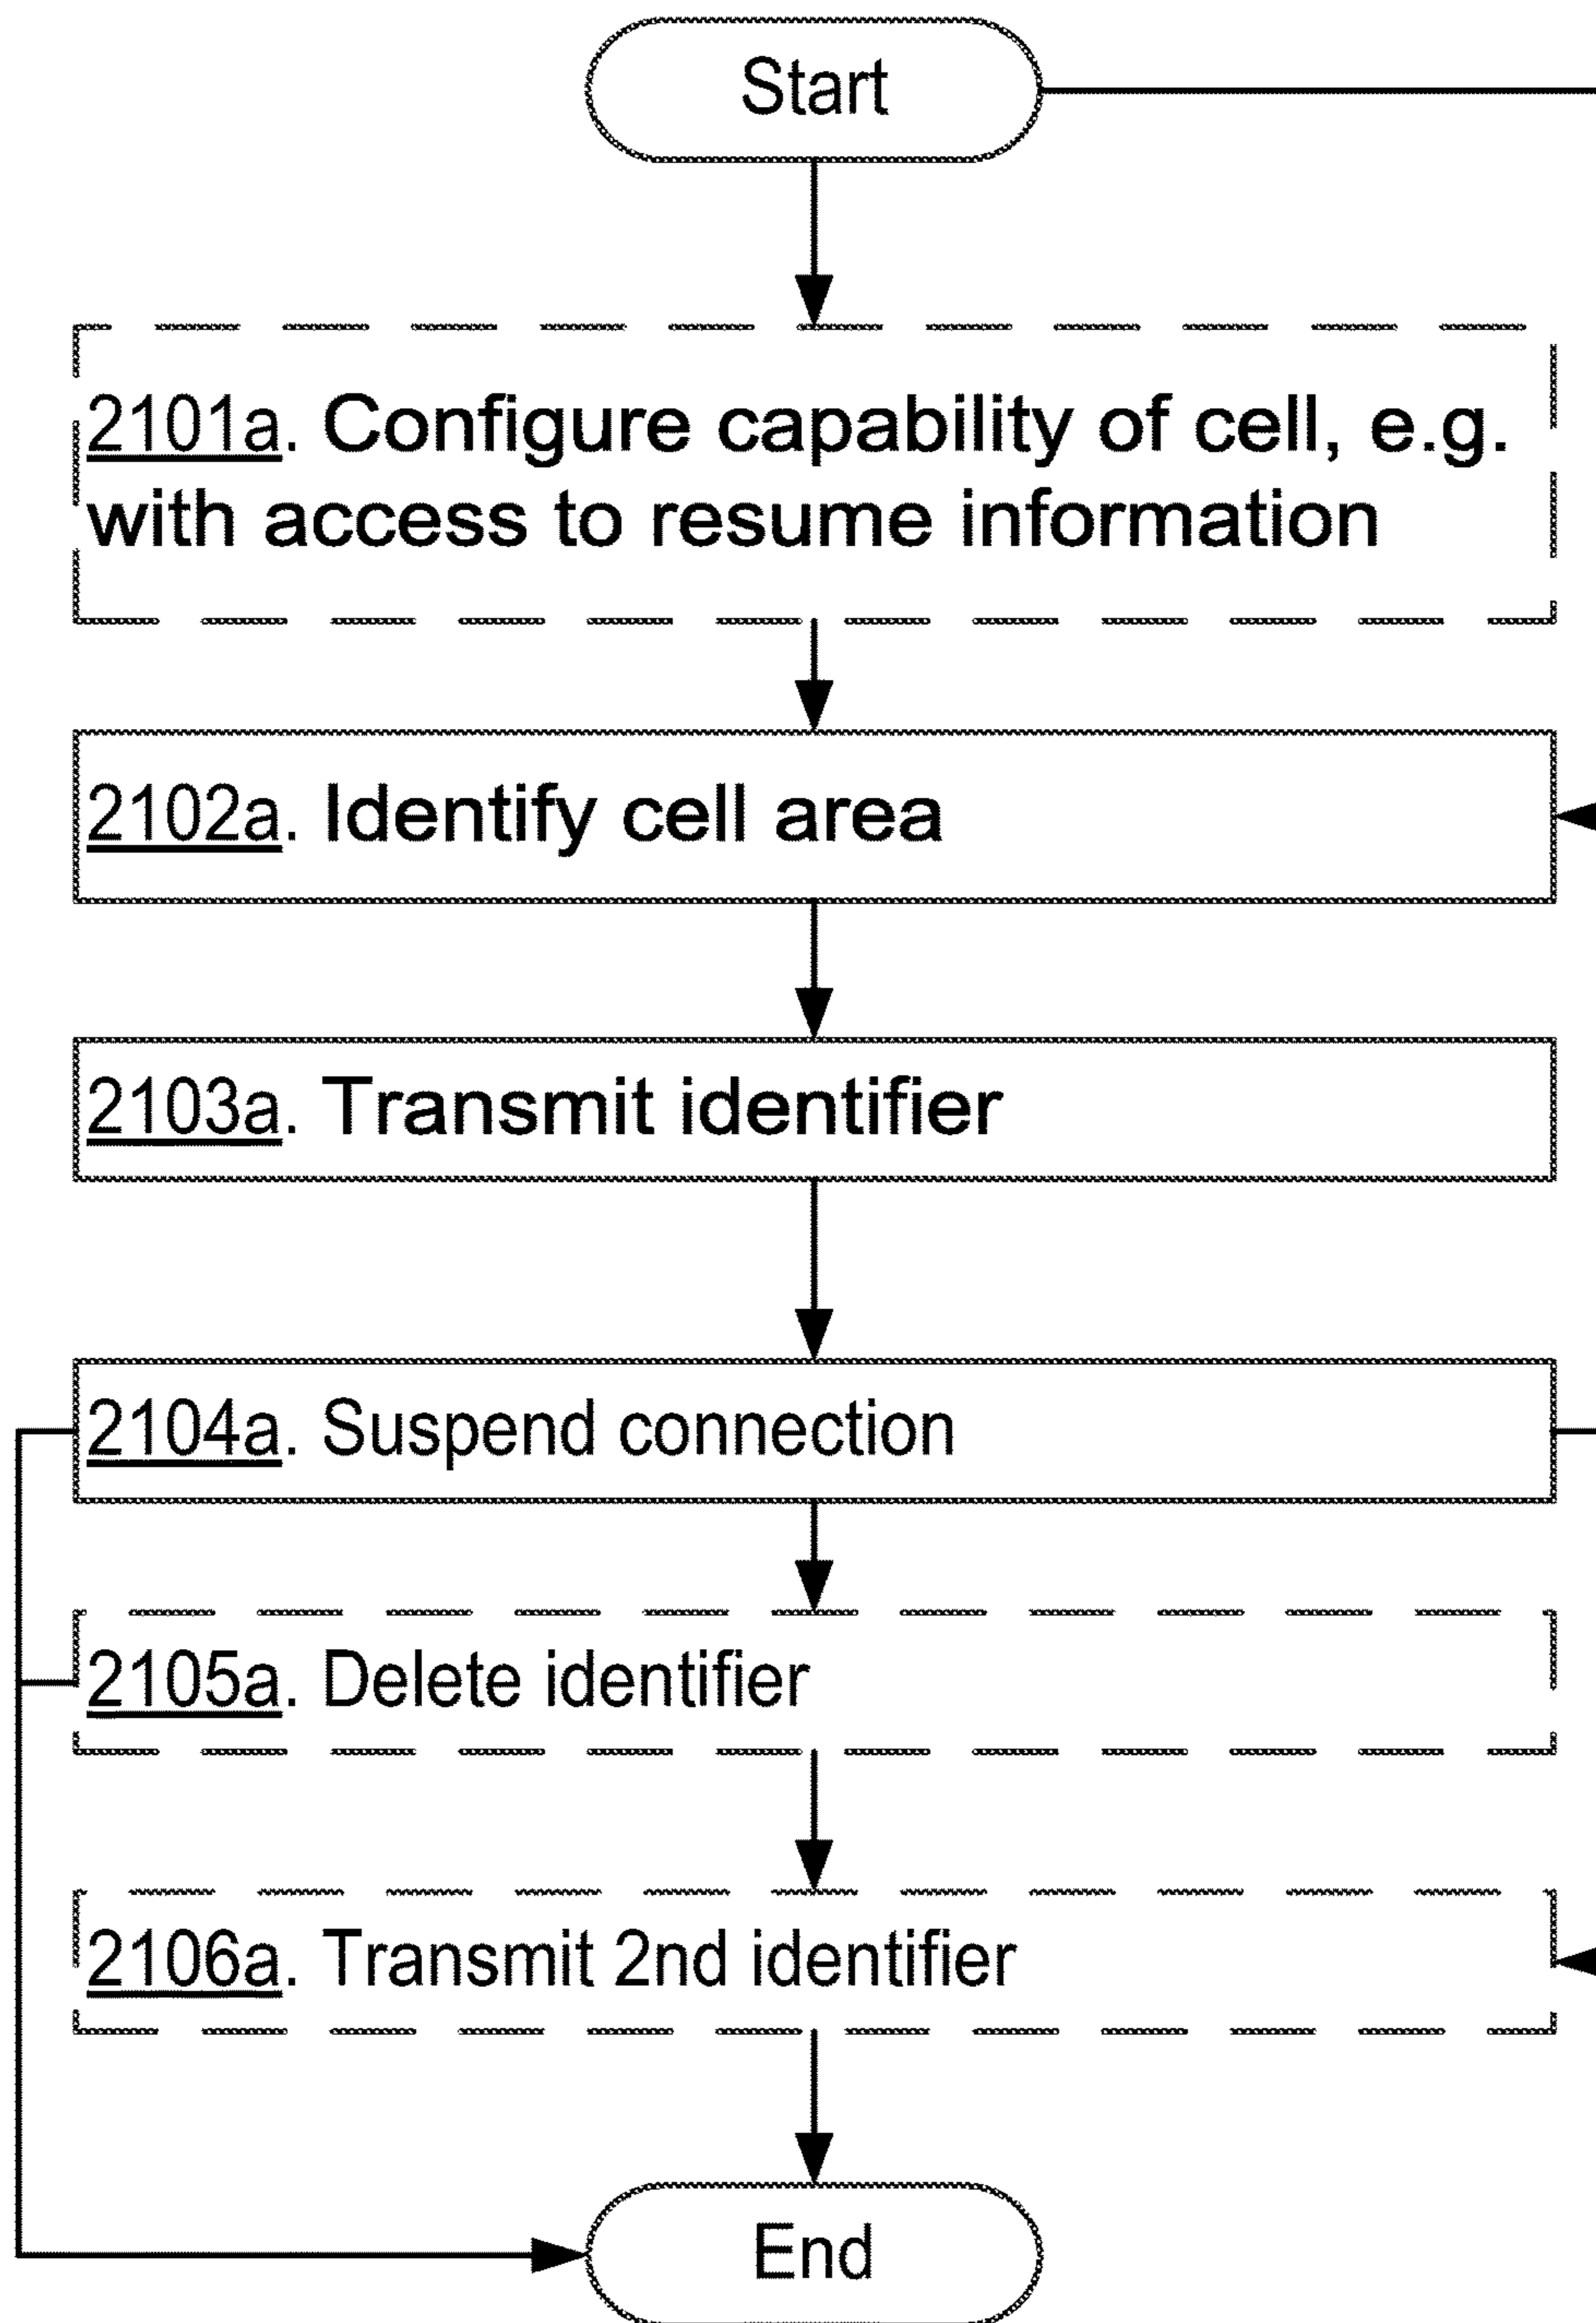 Start
2101a. Configure capability of cell, e.g.
with access to resume information
2102a. Identify cell area
2103a. Transmit identifier
2104a. Suspend connection
2105a. Delete identifier
2106a. Transmit 2nd identifier
End